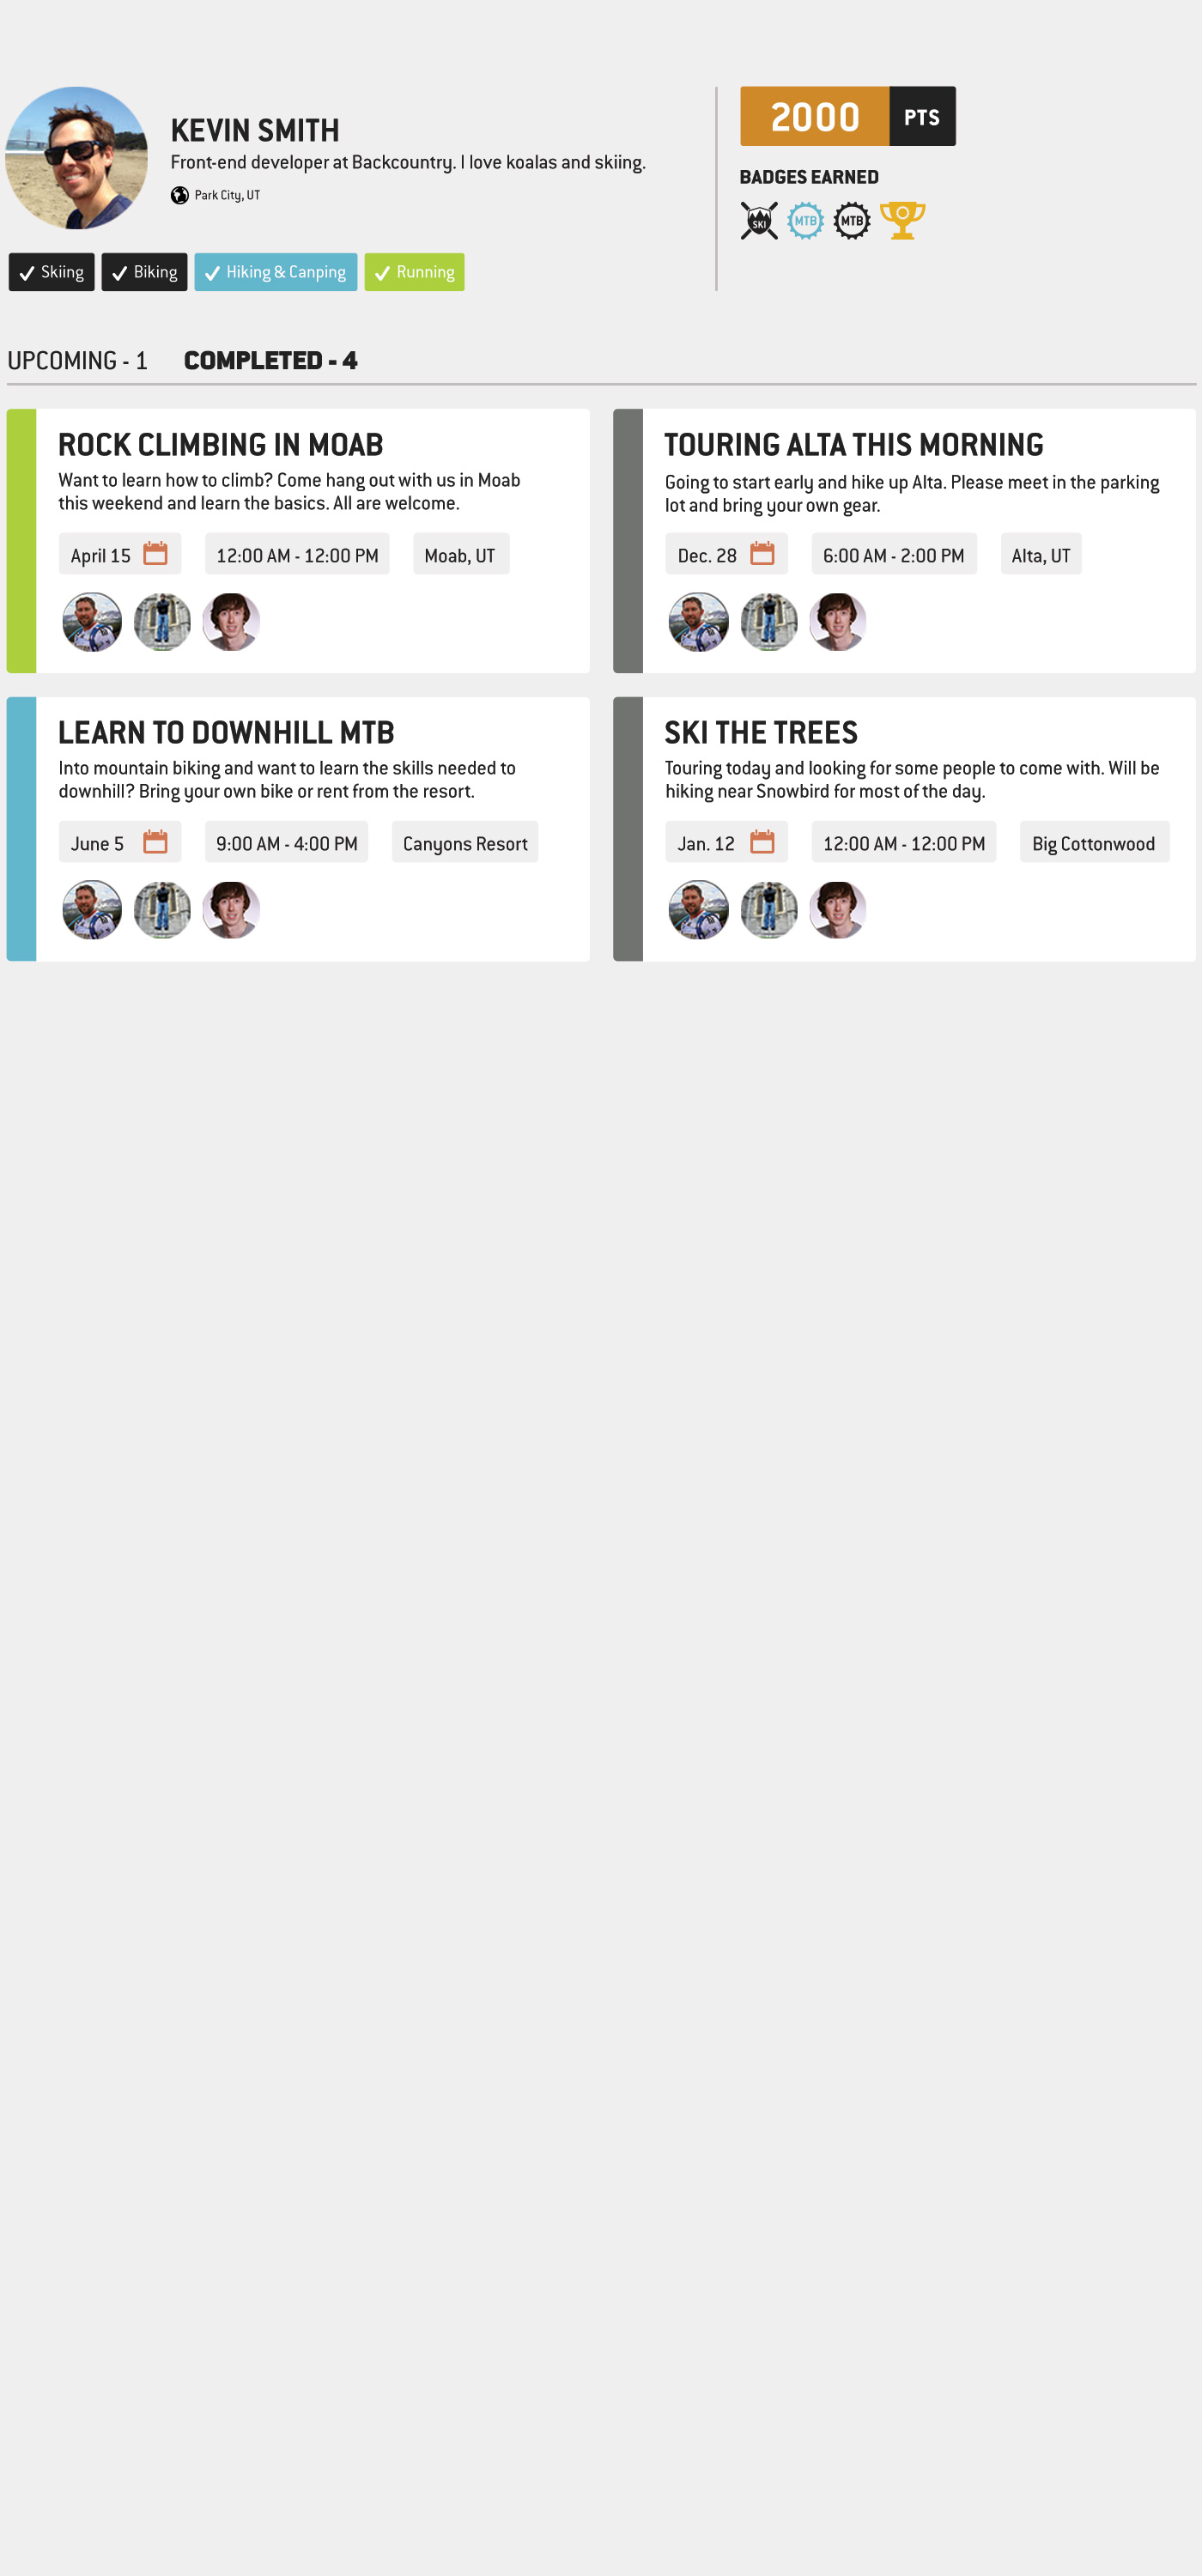 KEVIN SMITH
Front-end developer at Backcountry. I love koalas and skiing.
Park City, UT
Skiing
Biking
Hiking & Canping
Running
2000
PTS
BADGES EARNED
SKI
MTB
MTB
UPCOMING - 1
COMPLETED - 4
ROCK CLIMBING IN MOAB
Want to learn how to climb? Come hang out with us in Moab
this weekend and learn the basics. All are welcome.
April 15
12:00 AM - 12:00 PM
Moab, UT
TOURING ALTA THIS MORNING
Going to start early and hike up Alta. Please meet in the parking
lot and bring your own gear.
Dec. 28
6:00 AM - 2:00 PM
Alta, UT
LEARN TO DOWNHILL MTB
Into mountain biking and want to learn the skills needed to
downhill? Bring your own bike or rent from the resort.
June 5
9:00 AM - 4:00 PM
Canyons Resort
SKI THE TREES
Touring today and looking for some people to come with. Will be
hiking near Snowbird for most of the day.
Jan. 12
12:00 AM - 12:00 PM
Big Cottonwood